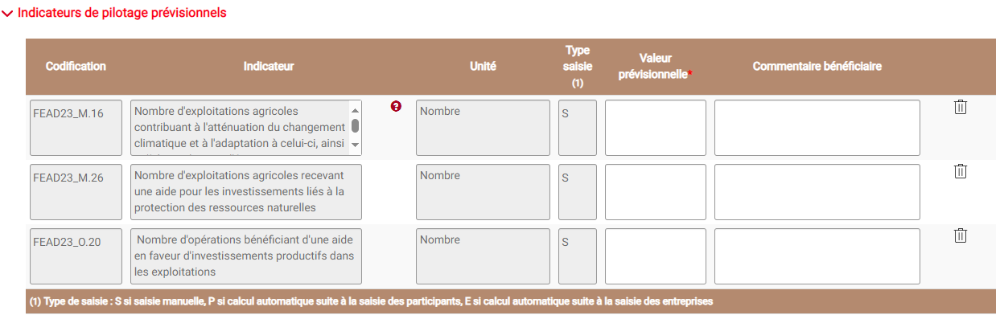 Indicateurs de pilotage prévisionnels
Codification Indicateur Unité Type saisie (1) Valeur prévisionnelle* Commentaire bénéficiaire
FEAD23_M.16 Nombre d'exploitations agricoles
contribuant à l'atténuation du changement
climatique et à l'adaptation à celui-ci, ainsi
? Nombre S
FEAD23_M.26 Nombre d'exploitations agricoles recevant
une aide pour les investissements liés à la
protection des ressources naturelles
Nombre S
FEAD23_O.20 Nombre d'opérations bénéficiant d'une aide
en faveur d'investissements productifs dans
les exploitations
Nombre S
(1) Type de saisie : S si saisie manuelle, P si calcul automatique suite à la saisie des participants, E si calcul automatique suite à la saisie des entreprises